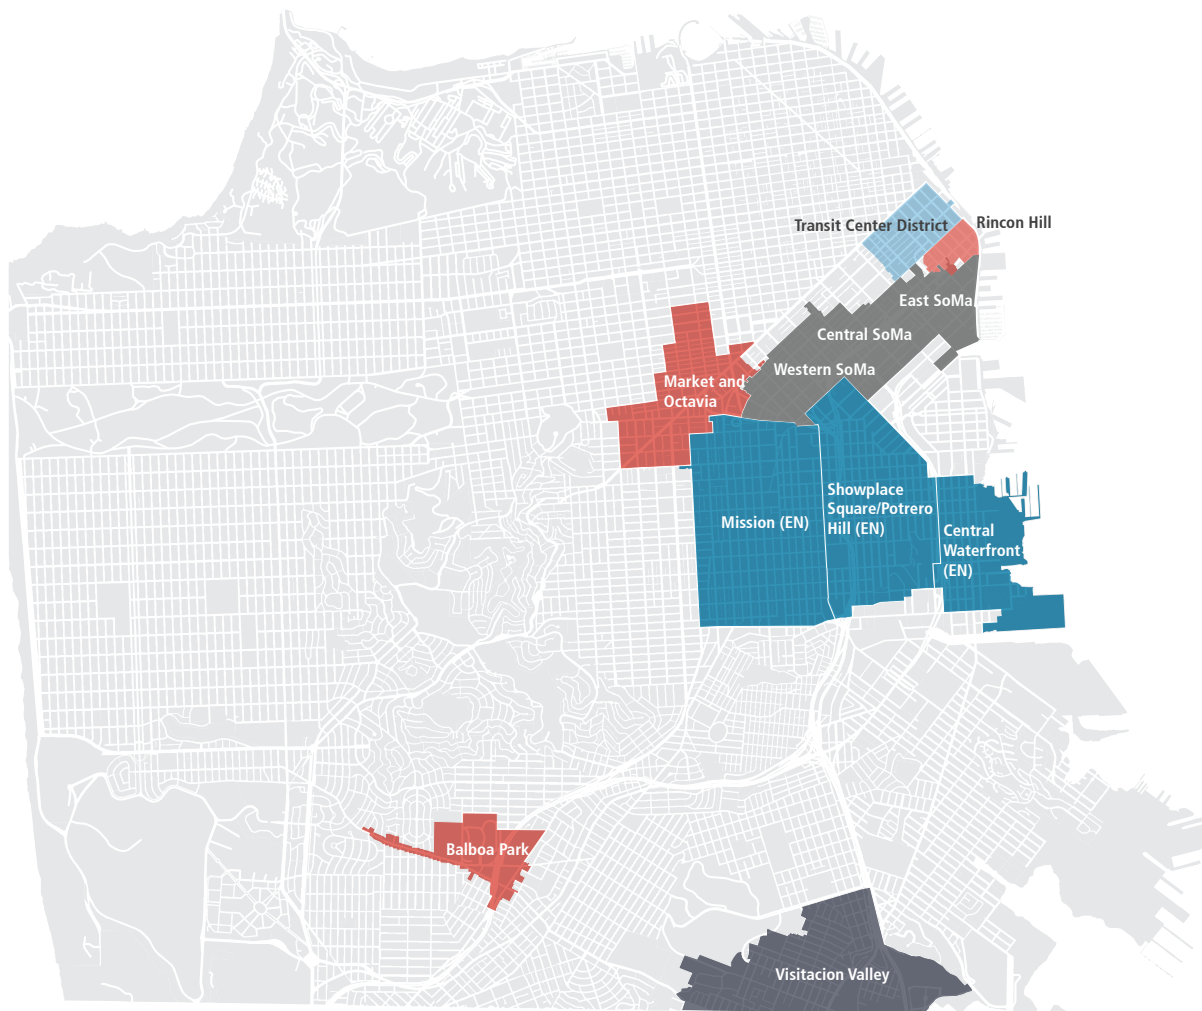 Transit Center District
Rincon Hill
East SoMa
Central SoMa
Western SoMa
Market and
Octavia
Showplace
Square/Potrero
Hill (EN)
Mission (EN)
Central
Waterfront
(EN)
Balboa Park
Visitacion Valley